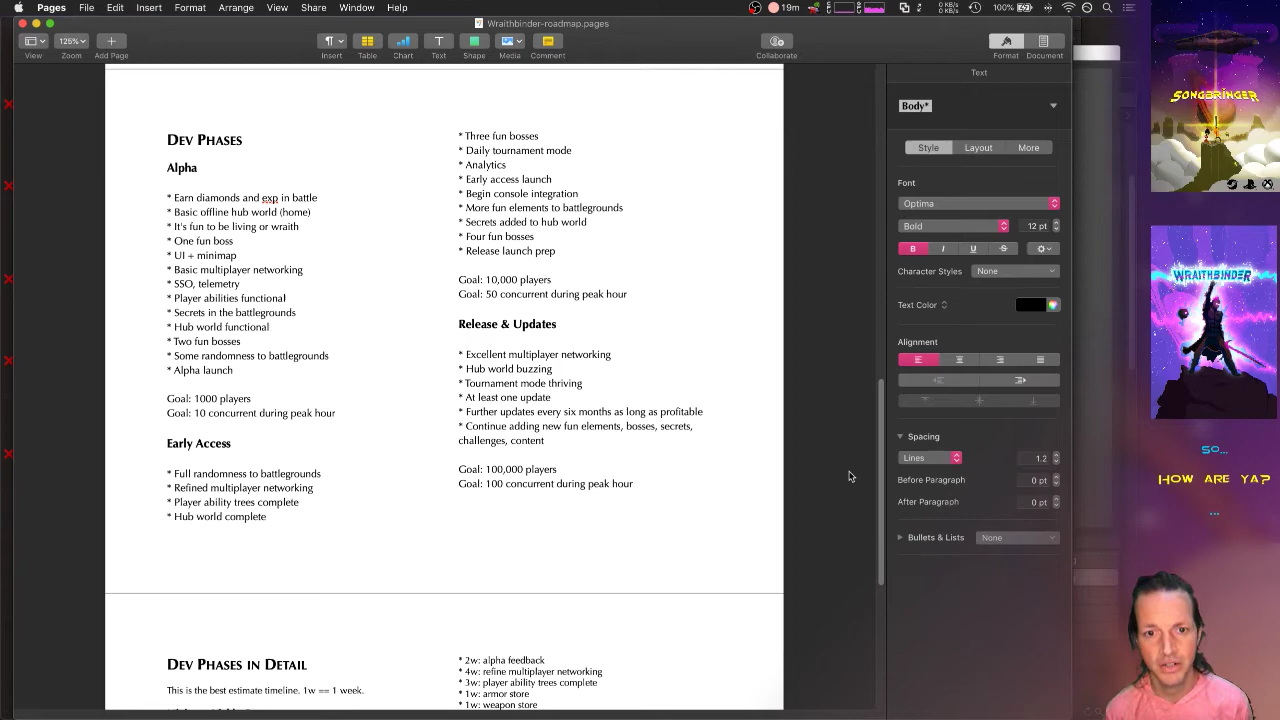 Pages
File
Edit
Insert
Format
Arrange
View
Share
Window
Help
2
19m
2
100%
Wraithbinder-roadmap.pages
125%
View
Zoom
Add Page
Insert
Table
Chart
Text
Shape
Media
Comment
Collaborate
Format
Document
Dev Phases
Alpha
* Earn diamonds and exp in battle
* Basic offline hub world (home)
* It's fun to be living or wraith
* One fun boss
* UI + minimap
* Basic multiplayer networking
* SSO, telemetry
* Player abilities functional
* Secrets in the battlegrounds
* Hub world functional
* Two fun bosses
* Some randomness to battlegrounds
* Alpha launch
Goal: 1000 players
Goal: 10 concurrent during peak hour
Early Access
* Full randomness to battlegrounds
* Refined multiplayer networking
* Player ability trees complete
* Hub world complete
* Three fun bosses
* Daily tournament mode
* Analytics
* Early access launch
* Begin console integration
* More fun elements to battlegrounds
* Secrets added to hub world
* Four fun bosses
* Release launch prep
Goal: 10,000 players
Goal: 50 concurrent during peak hour
Release & Updates
* Excellent multiplayer networking
* Hub world buzzing
* Tournament mode thriving
* At least one update
* Further updates every six months as long as profitable
* Continue adding new fun elements, bosses, secrets,
challenges, content
Goal: 100,000 players
Goal: 100 concurrent during peak hour
Dev Phases in Detail
This is the best estimate timeline. 1w == 1 week.
* 2w: alpha feedback
* 4w: refine multiplayer networking
* 3w: player ability trees complete
* 1w: armor store
* 1w: weapon store
Text
Body*
Style
Layout
More
Font
Optima
Bold
12 pt
B
I
U
S
Character Styles
None
Text Color
Alignment
Spacing
Lines
1.2
Before Paragraph
0 pt
After Paragraph
0 pt
Bullets & Lists
None
SONGBRINGER
WRAITHBINDER
SO...
HOW ARE YA?
...